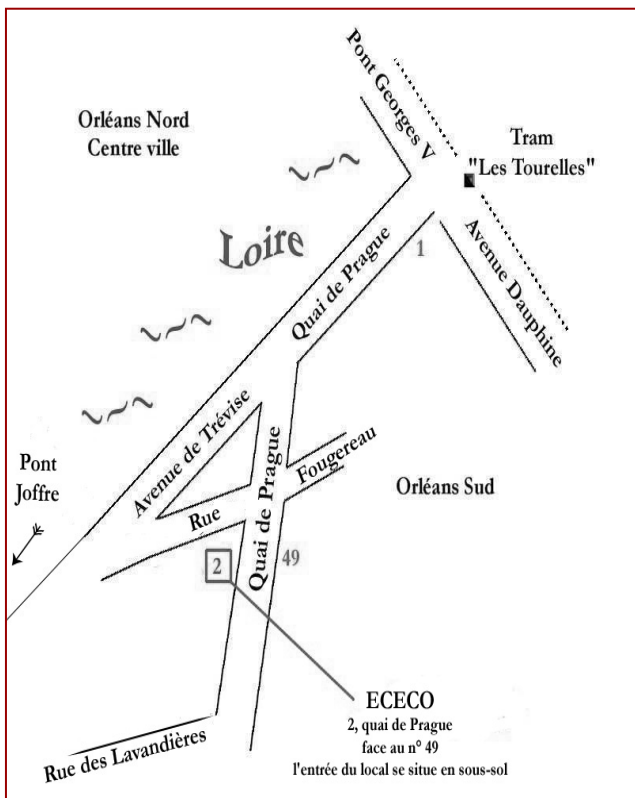 Pont Georges V
Orléans Nord
Centre ville
Tram
"Les Tourelles"
Loire
Quai de Prague
1
Avenue Dauphine
Avenue de Trévise
Quai de Prague
Fougereau
Rue
Pont
Joffre
Orléans Sud
2
49
ECECO
2, quai de Prague
face au n° 49
l'entrée du local se situe en sous-sol
Rue des Lavandières